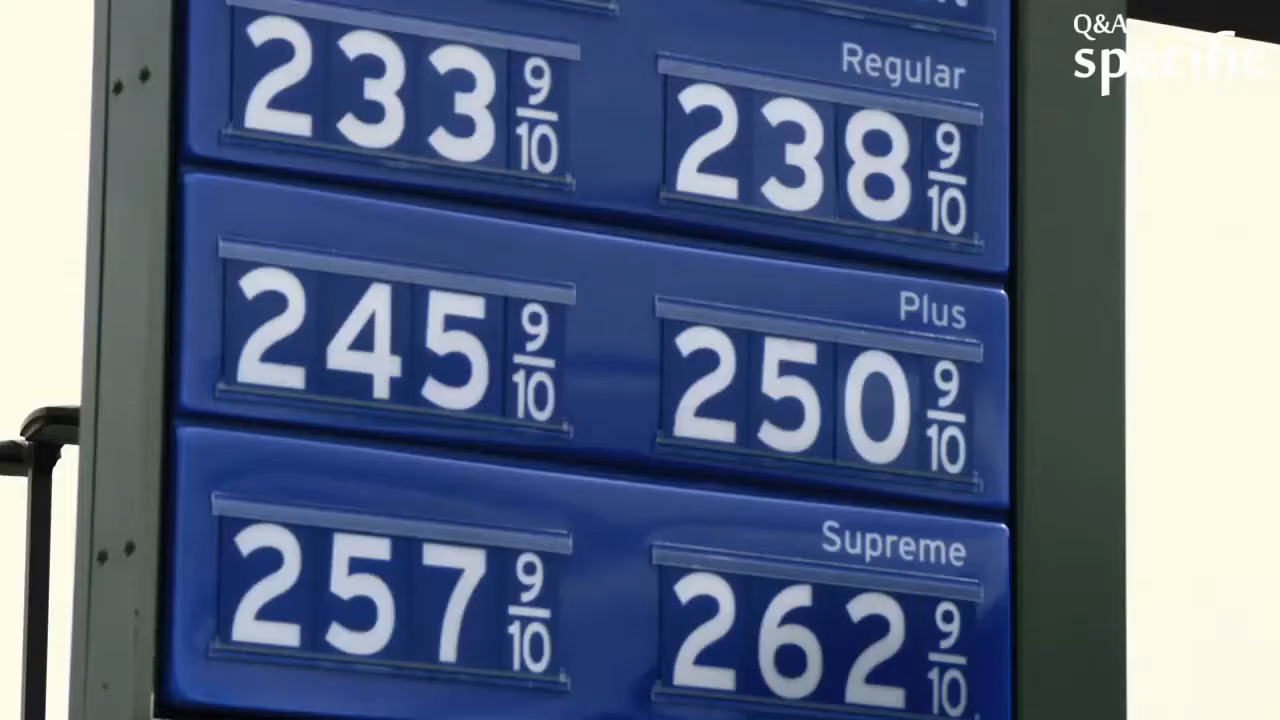 Q&A
specific
Regular
233 9/10 238 9/10
Plus
245 9/10 250 9/10
Supreme
257 9/10 262 9/10